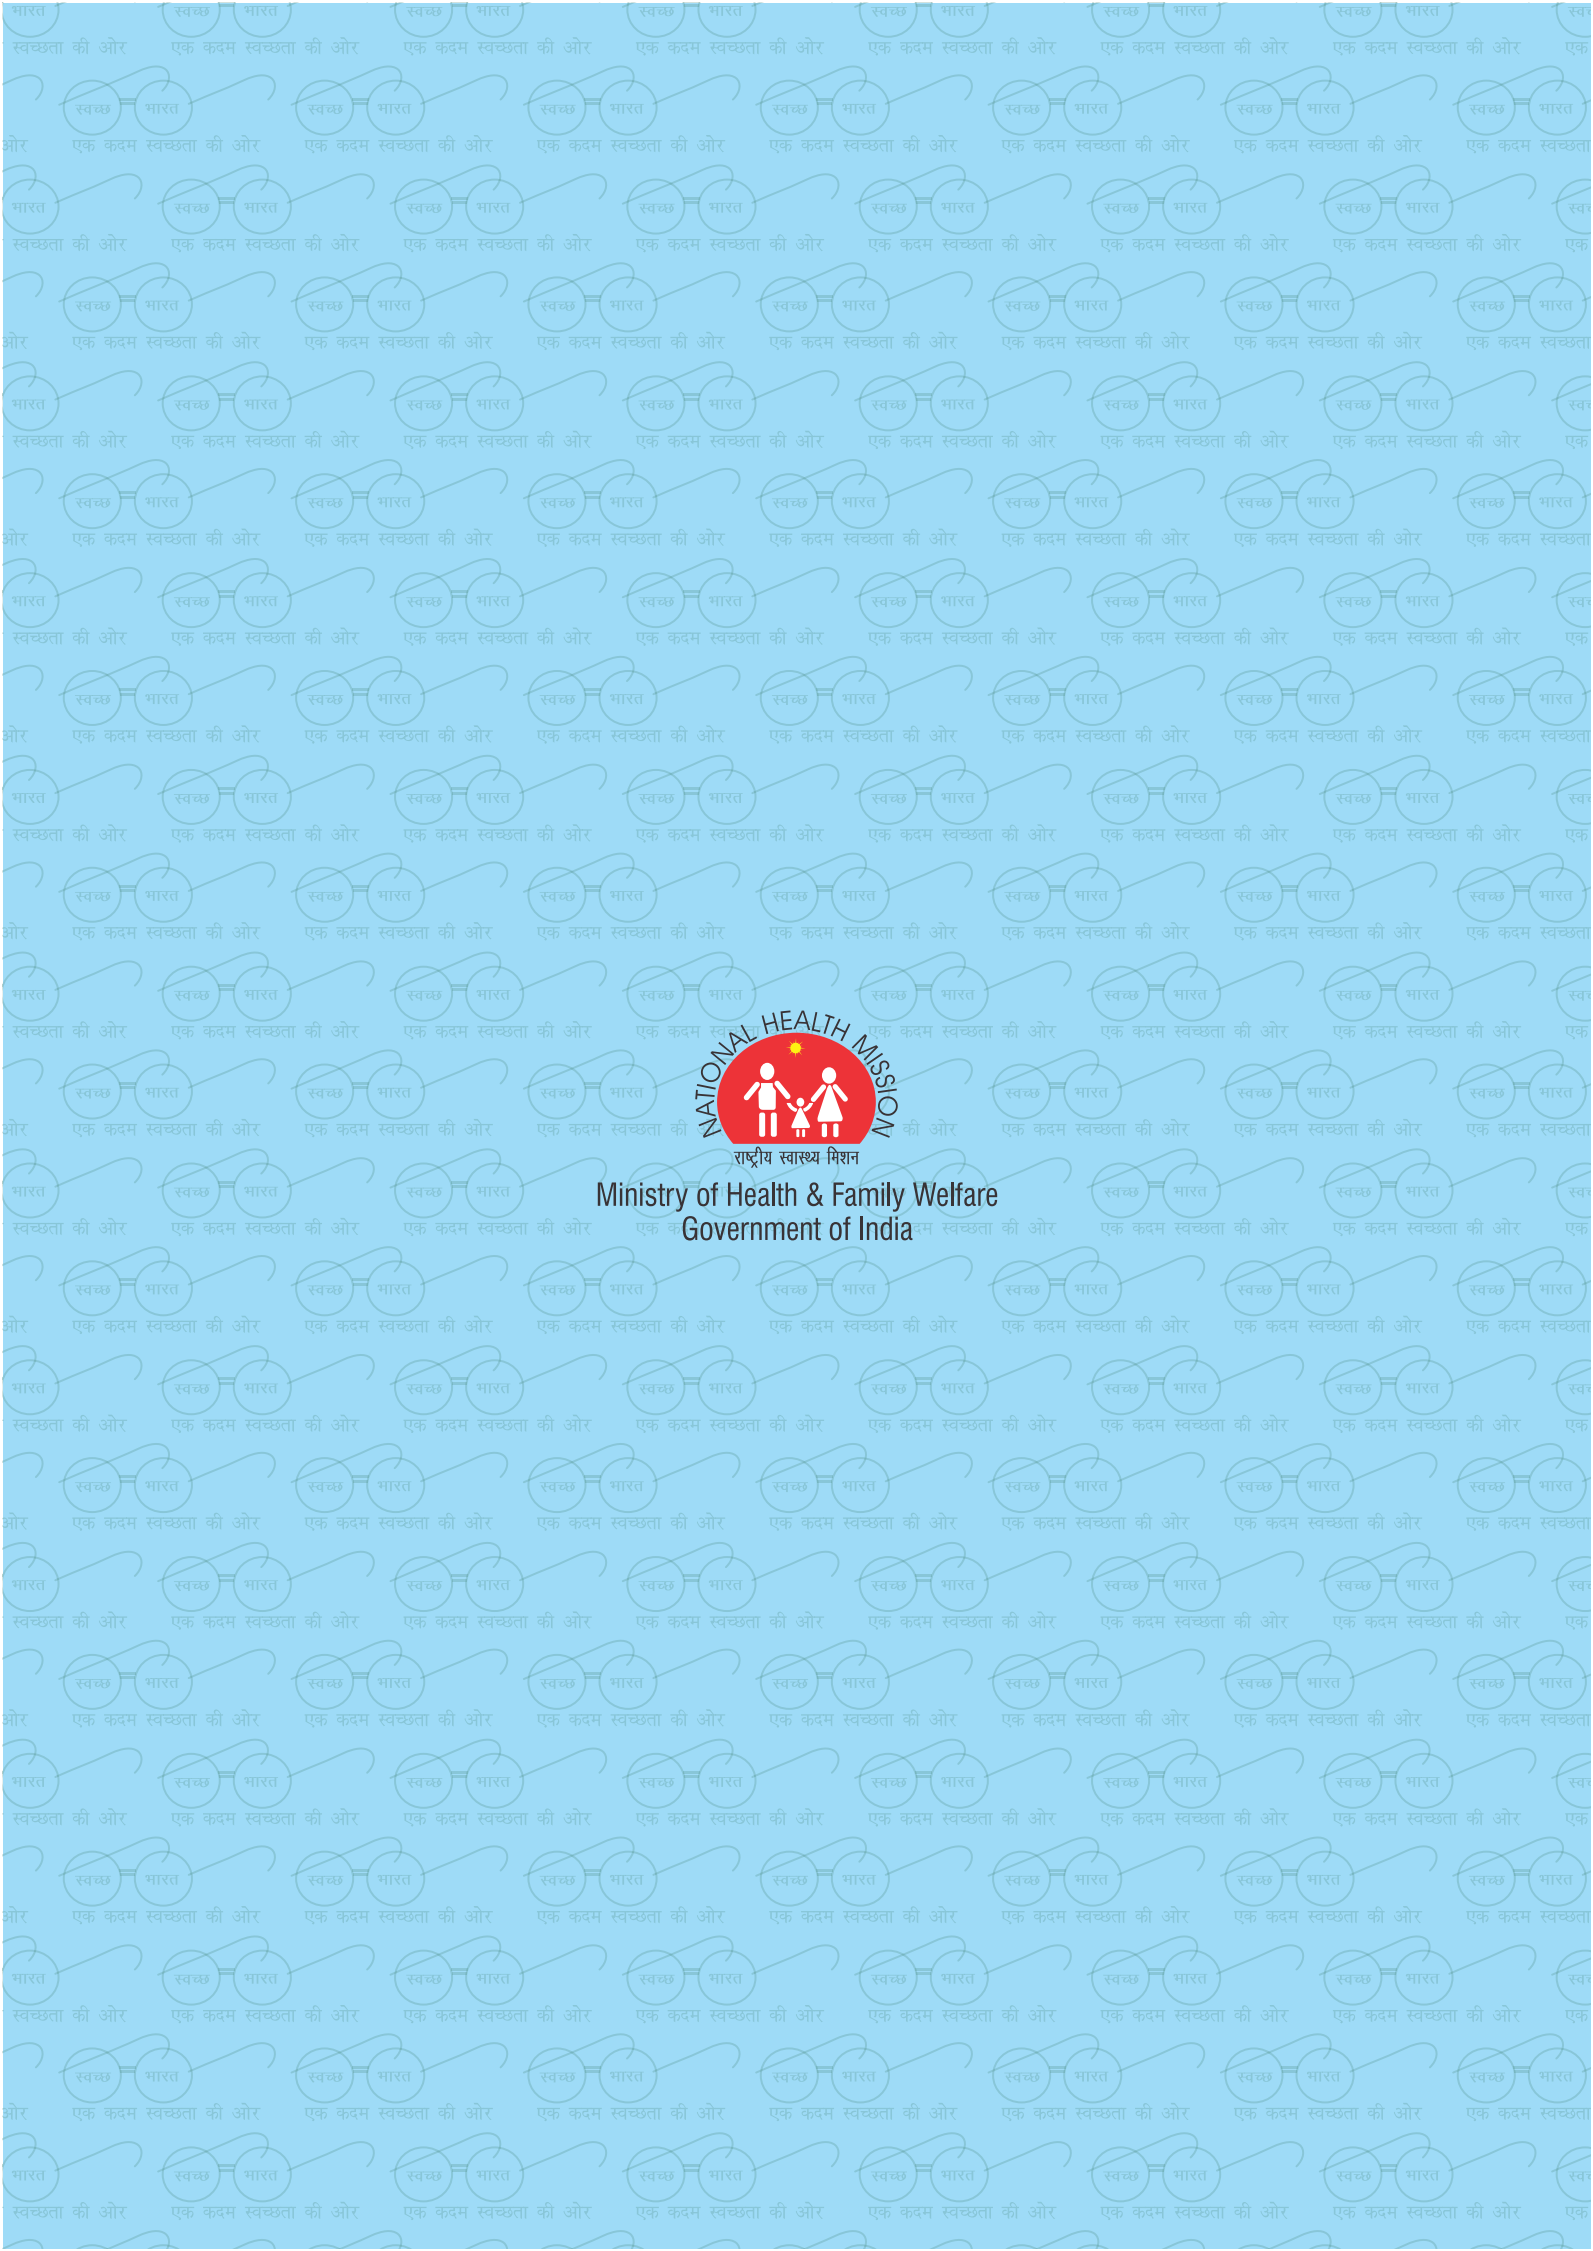 स्वच्छ भारत
एक कदम स्वच्छता की ओर
NATIONAL HEALTH MISSION
राष्ट्रीय स्वास्थ्य मिशन
Ministry of Health & Family Welfare
Government of India